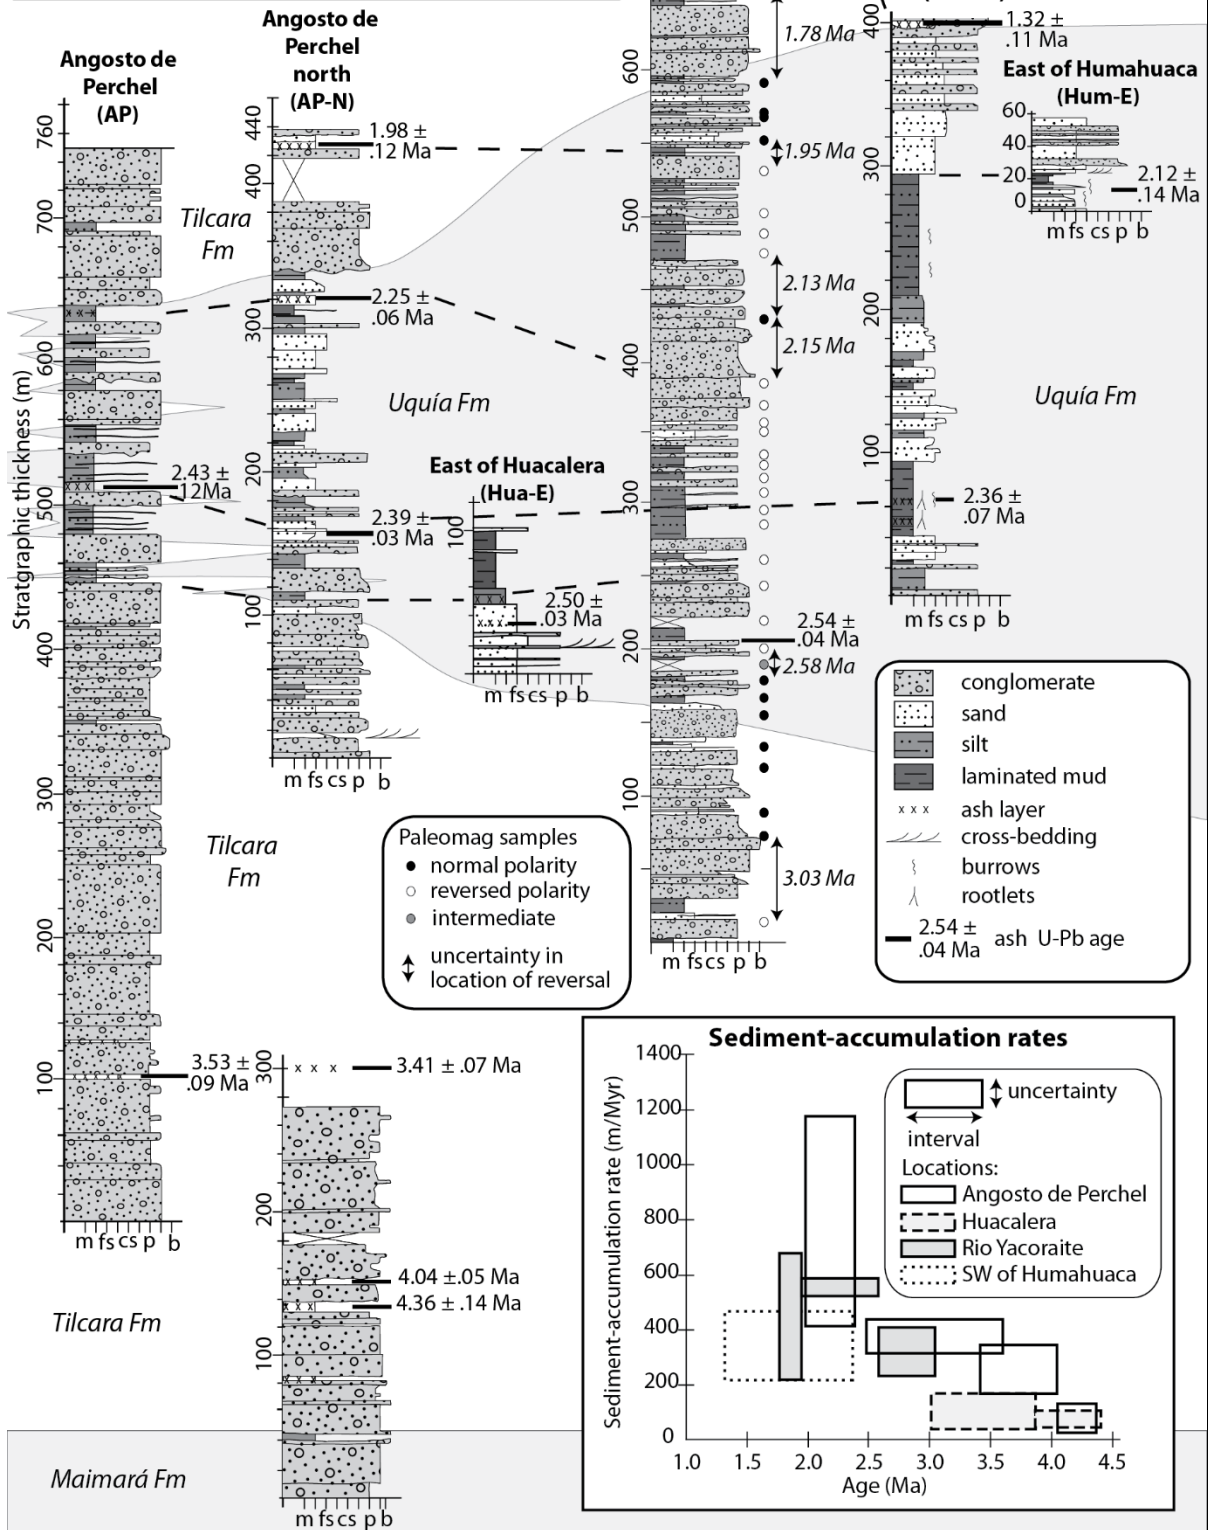 Angosto de
Perchel
(AP)
Angosto de
Perchel
north
(AP-N)
East of Humahuaca
(Hum-E)
East of Huacalera
(Hua-E)
Stratgraphic thickness (m)
760
700
600
500
400
300
200
100
m fs cs p b
2.43 ±
.12Ma
3.53 ±
.09 Ma
440
400
300
200
100
m fs cs p b
1.98 ±
.12 Ma
2.25 ±
.06 Ma
2.39 ±
.03 Ma
Tilcara
Fm
Uquía Fm
100
m fs cs p b
2.50 ±
.03 Ma
600
500
400
300
200
100
m fs cs p b
1.78 Ma
1.95 Ma
2.13 Ma
2.15 Ma
2.54 ±
.04 Ma
2.58 Ma
3.03 Ma
400
300
200
100
m fs cs p b
1.32 ±
.11 Ma
2.36 ±
.07 Ma
60
40
20
0
m fs cs p b
2.12 ±
.14 Ma
Uquía Fm
Tilcara
Fm
300
200
100
m fs cs p b
3.41 ± .07 Ma
4.04 ±.05 Ma
4.36 ± .14 Ma
Tilcara Fm
Maimará Fm
Paleomag samples
normal polarity
reversed polarity
intermediate
uncertainty in
location of reversal
conglomerate
sand
silt
laminated mud
x x x ash layer
cross-bedding
burrows
rootlets
2.54 ±
.04 Ma ash U-Pb age
Sediment-accumulation rates
Sediment-accumulation rate (m/Myr)
1400
1200
1000
800
600
400
200
0
1.0 1.5 2.0 2.5 3.0 3.5 4.0 4.5
Age (Ma)
uncertainty
interval
Locations:
Angosto de Perchel
Huacalera
Rio Yacoraite
SW of Humahuaca